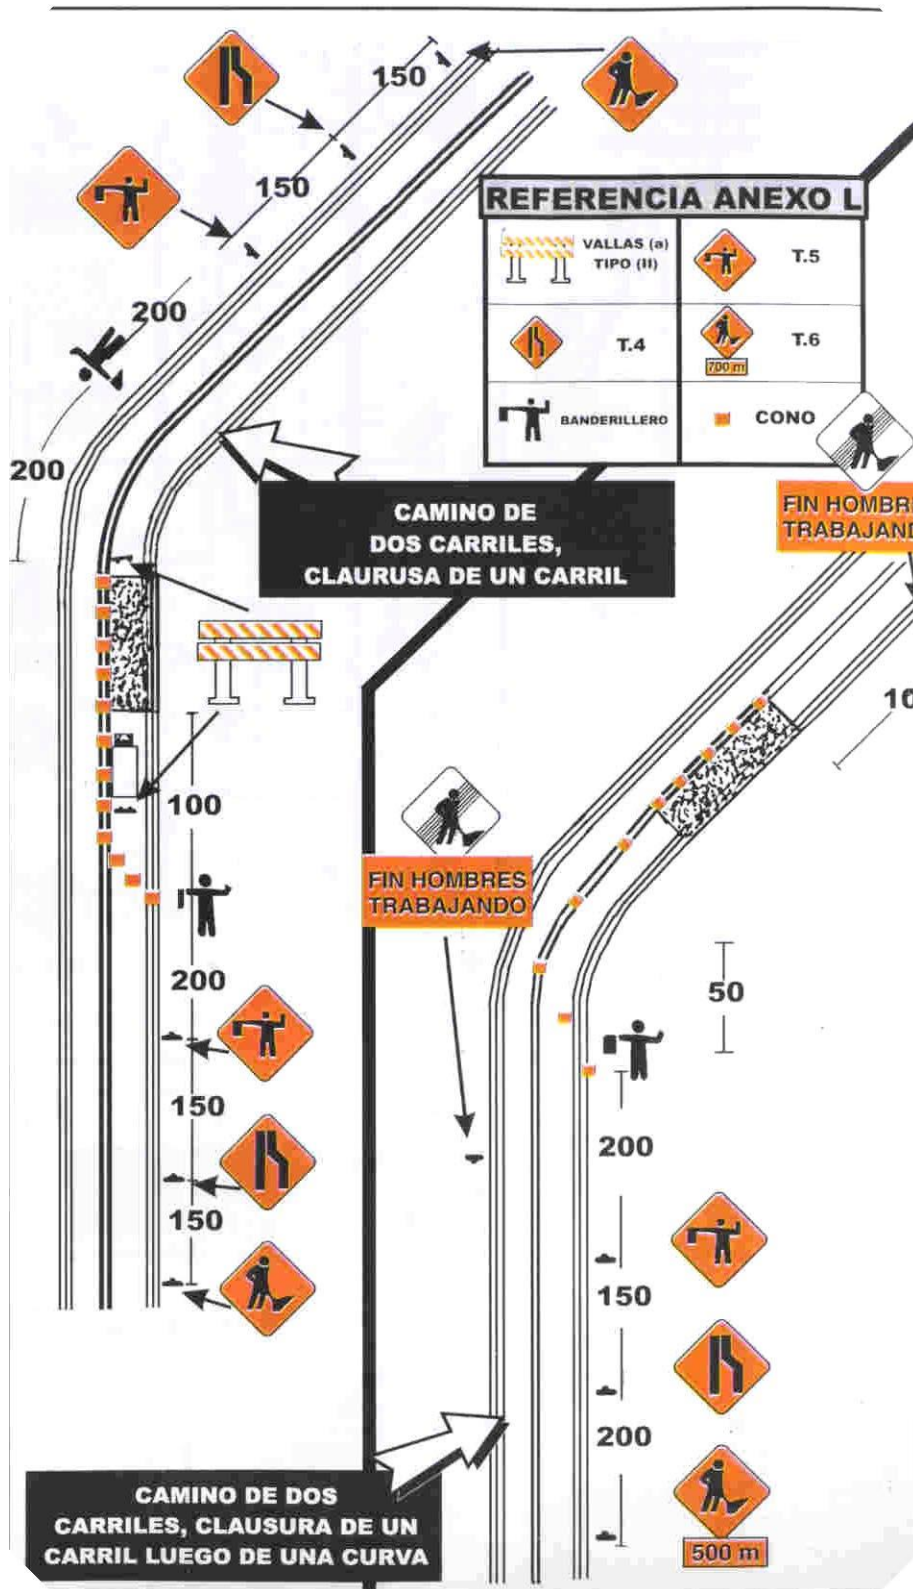 150
150
200
200
REFERENCIA ANEXO L
VALLAS (a)
TIPO (II)
T.5
T.4
T.6
700 m
BANDERILLERO
CONO
CAMINO DE
DOS CARRILES,
CLAURUSA DE UN CARRIL
FIN HOMBRE
TRABAJAND
100
200
150
150
10
FIN HOMBRES
TRABAJANDO
50
200
150
200
500 m
CAMINO DE DOS
CARRILES, CLAUSURA DE UN
CARRIL LUEGO DE UNA CURVA